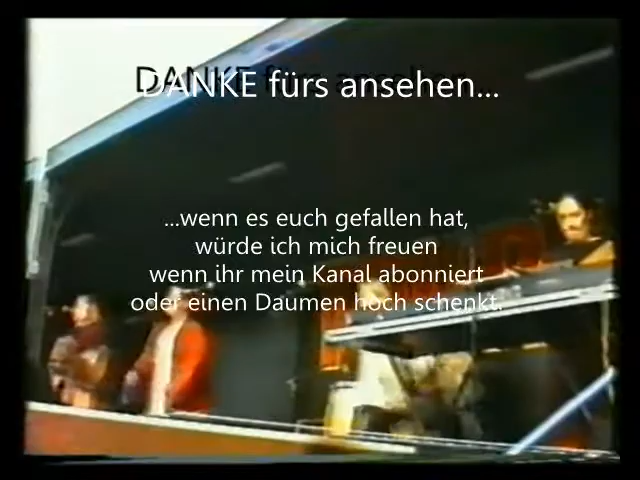 DANKE fürs ansehen...
...wenn es euch gefallen hat,
würde ich mich freuen
wenn ihr mein Kanal abonniert
oder einen Daumen hoch schenkt.